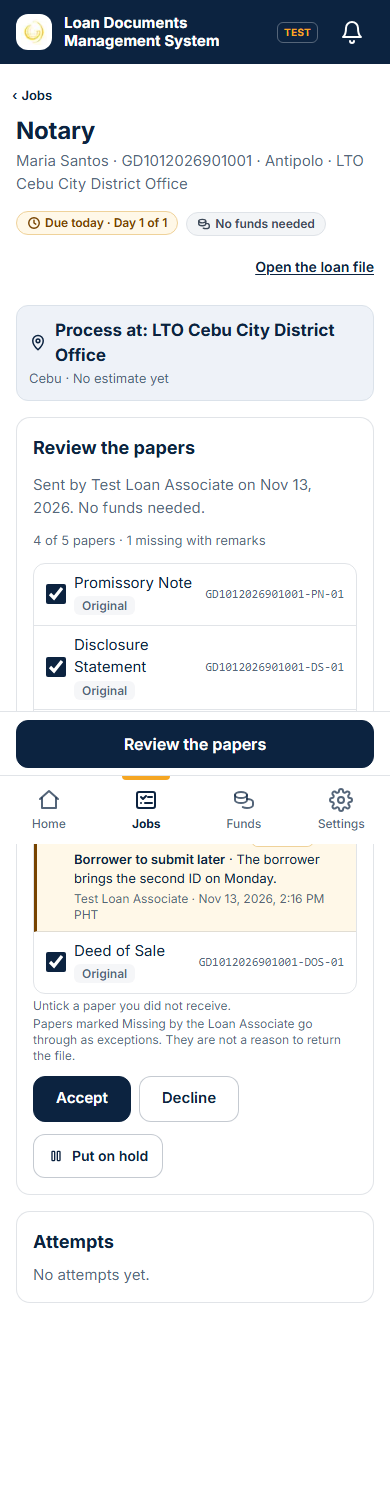 Loan Documents
Management System
TEST
‹ Jobs
Notary
Maria Santos · GD1012026901001 · Antipolo · LTO
Cebu City District Office
Due today · Day 1 of 1
No funds needed
Open the loan file
Process at: LTO Cebu City District
Office
Cebu · No estimate yet
Review the papers
Sent by Test Loan Associate on Nov 13,
2026. No funds needed.
4 of 5 papers · 1 missing with remarks
Promissory Note
GD1012026901001-PN-01
Original
Disclosure
Statement
GD1012026901001-DS-01
Original
Review the papers
Home
Jobs
Funds
Settings
Borrower to submit later · The borrower
brings the second ID on Monday.
Test Loan Associate · Nov 13, 2026, 2:16 PM
PHT
Deed of Sale
GD1012026901001-DOS-01
Original
Untick a paper you did not receive.
Papers marked Missing by the Loan Associate go
through as exceptions. They are not a reason to return
the file.
Accept
Decline
Put on hold
Attempts
No attempts yet.